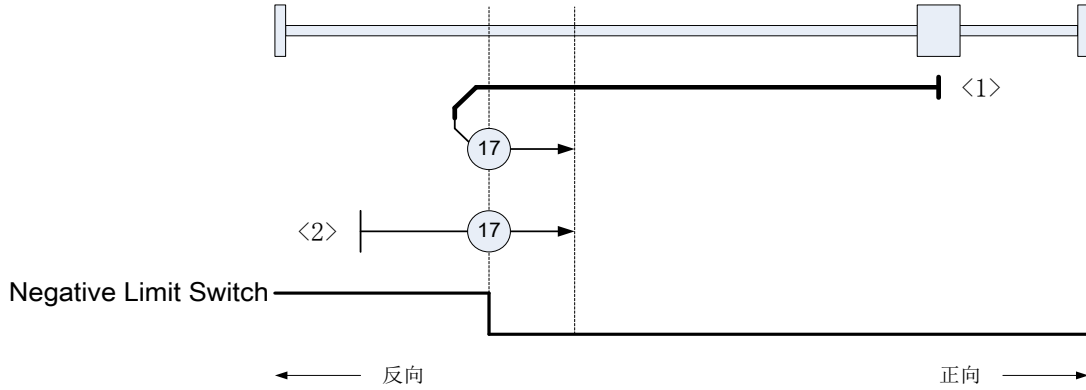 <1>
17
<2>
17
Negative Limit Switch
反向
正向